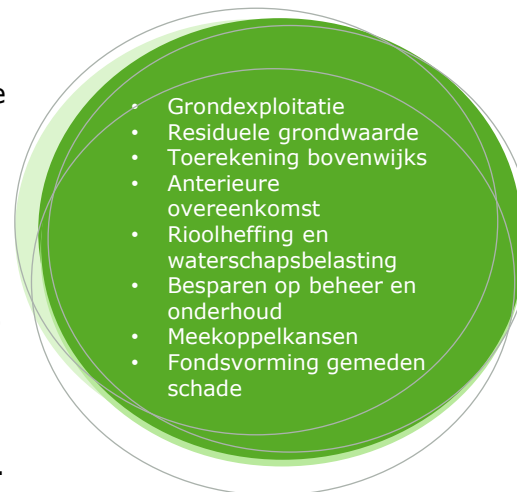 e
• Grondexploitatie
• Residuele grondwaarde
• Toerekening bovenwijks
• Anterieure
overeenkomst
• Rioolheffing en
waterschapsbelasting
• Besparen op beheer en
onderhoud
• Meekoppelkansen
• Fondsvorming gemeden
schade
.